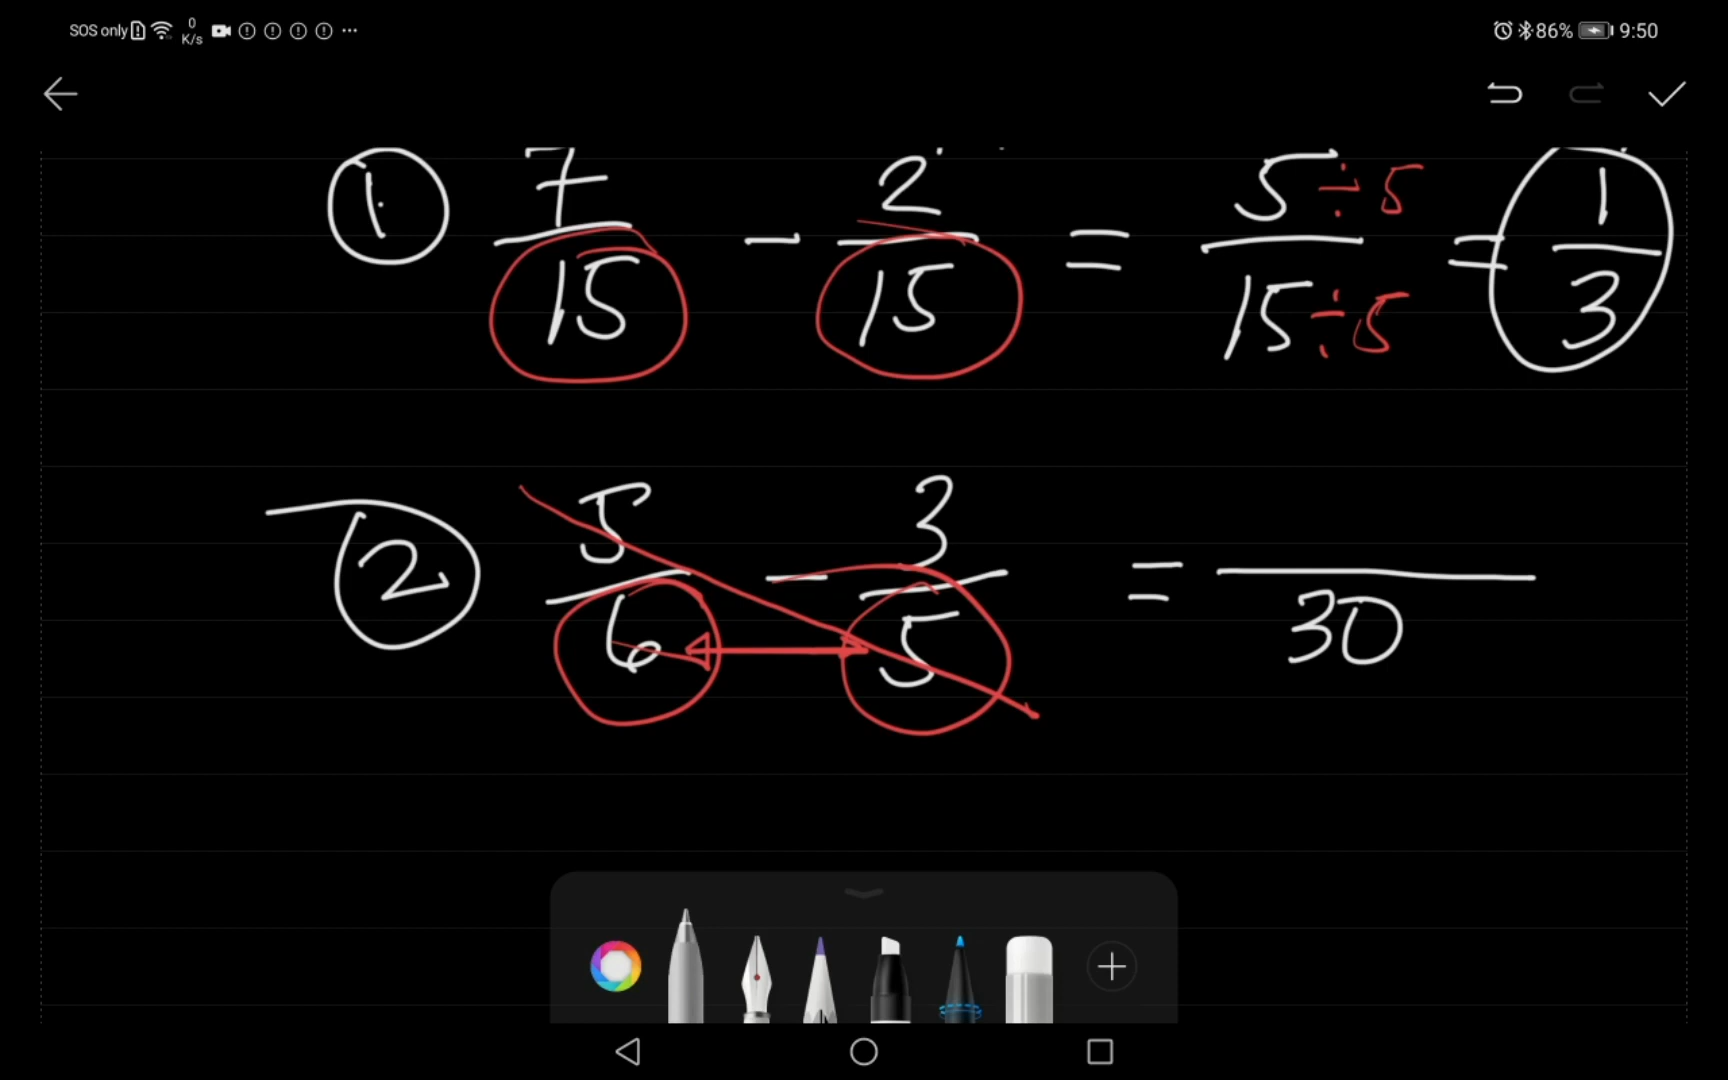 SOS only 0 K/s 86% 9:50
① 7/15 - 2/15 = 5÷5/15÷5 = 1/3
② 5/6 - 3/5 = /30